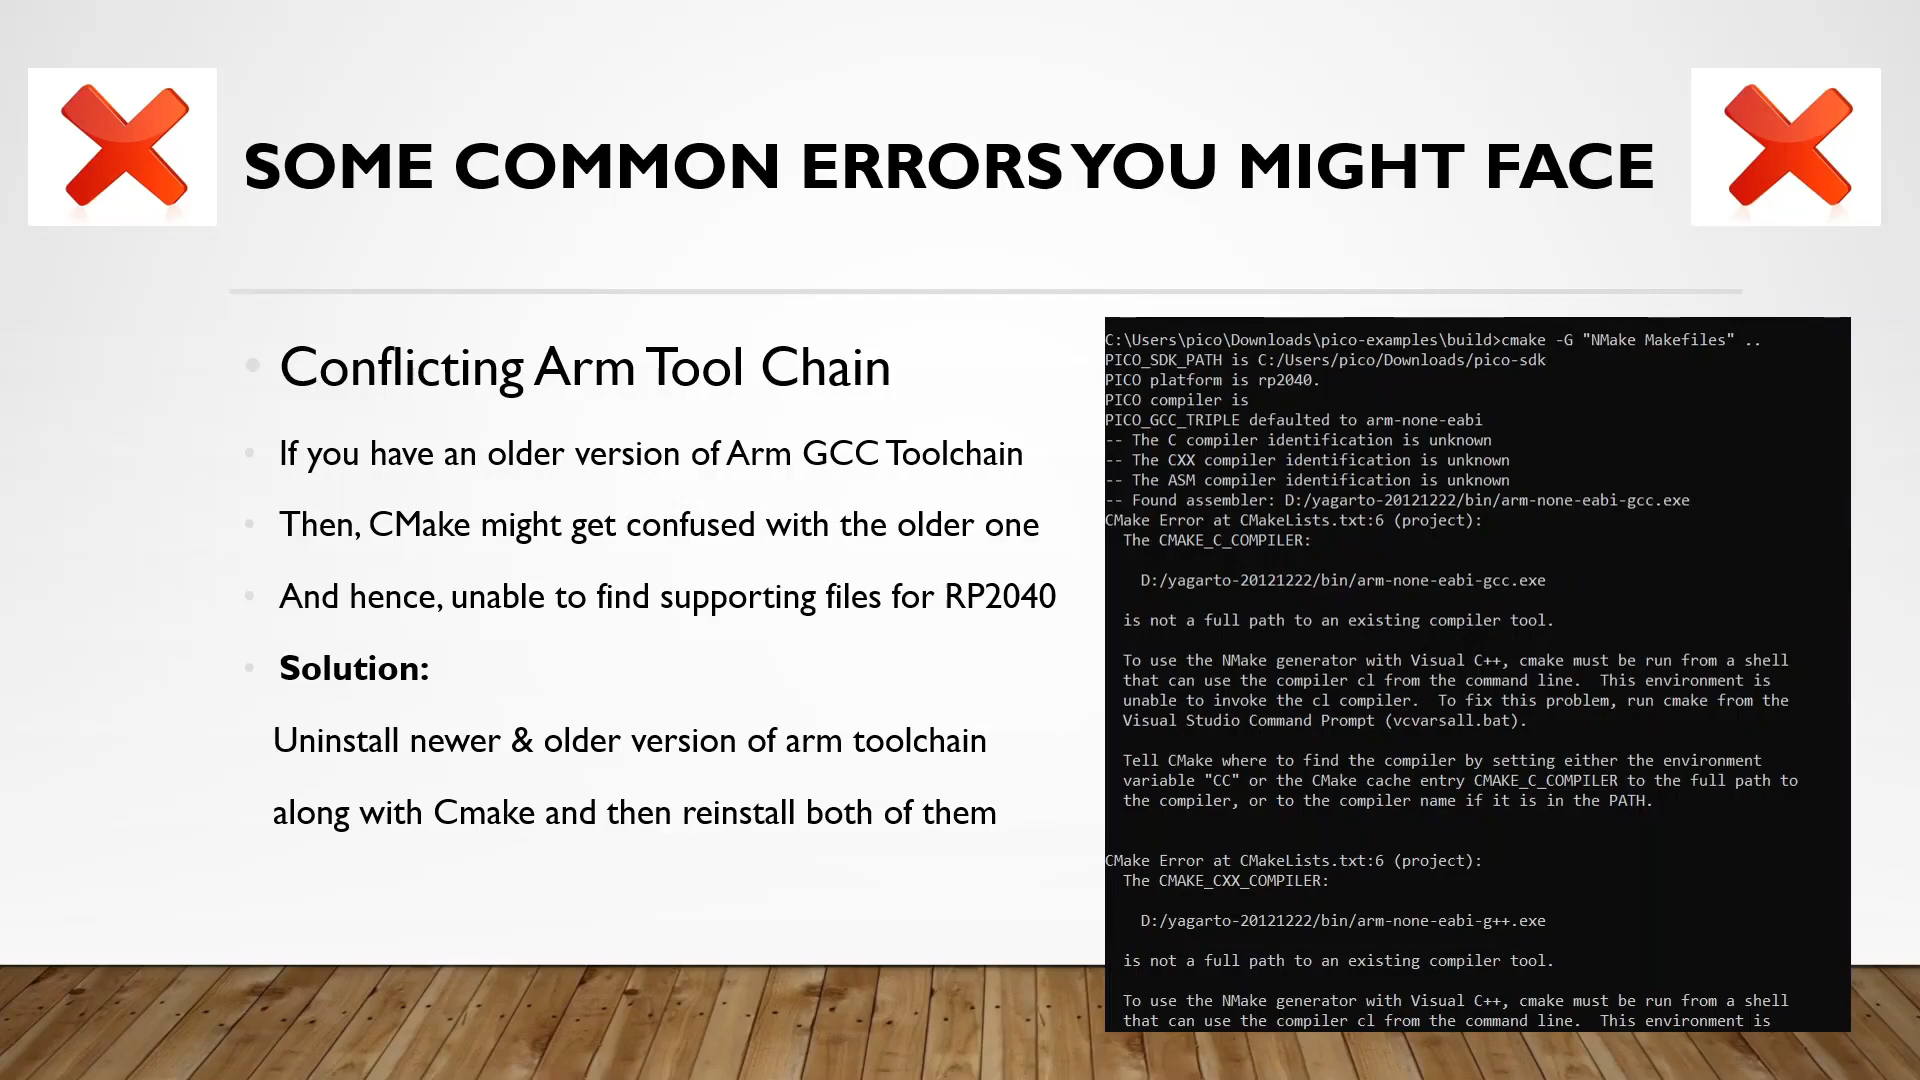 SOME COMMON ERRORS YOU MIGHT FACE
Conflicting Arm Tool Chain
If you have an older version of Arm GCC Toolchain
Then, CMake might get confused with the older one
And hence, unable to find supporting files for RP2040
Solution:
Uninstall newer & older version of arm toolchain
along with Cmake and then reinstall both of them
C:\Users\pico\Downloads\pico-examples\build>cmake -G "NMake Makefiles" ..
PICO_SDK_PATH is C:/Users/pico/Downloads/pico-sdk
PICO platform is rp2040.
PICO compiler is
PICO_GCC_TRIPLE defaulted to arm-none-eabi
-- The C compiler identification is unknown
-- The CXX compiler identification is unknown
-- The ASM compiler identification is unknown
-- Found assembler: D:/yagarto-20121222/bin/arm-none-eabi-gcc.exe
CMake Error at CMakeLists.txt:6 (project):
The CMAKE_C_COMPILER:
D:/yagarto-20121222/bin/arm-none-eabi-gcc.exe
is not a full path to an existing compiler tool.
To use the NMake generator with Visual C++, cmake must be run from a shell
that can use the compiler cl from the command line.  This environment is
unable to invoke the cl compiler.  To fix this problem, run cmake from the
Visual Studio Command Prompt (vcvarsall.bat).
Tell CMake where to find the compiler by setting either the environment
variable "CC" or the CMake cache entry CMAKE_C_COMPILER to the full path to
the compiler, or to the compiler name if it is in the PATH.
CMake Error at CMakeLists.txt:6 (project):
The CMAKE_CXX_COMPILER:
D:/yagarto-20121222/bin/arm-none-eabi-g++.exe
is not a full path to an existing compiler tool.
To use the NMake generator with Visual C++, cmake must be run from a shell
that can use the compiler cl from the command line.  This environment is